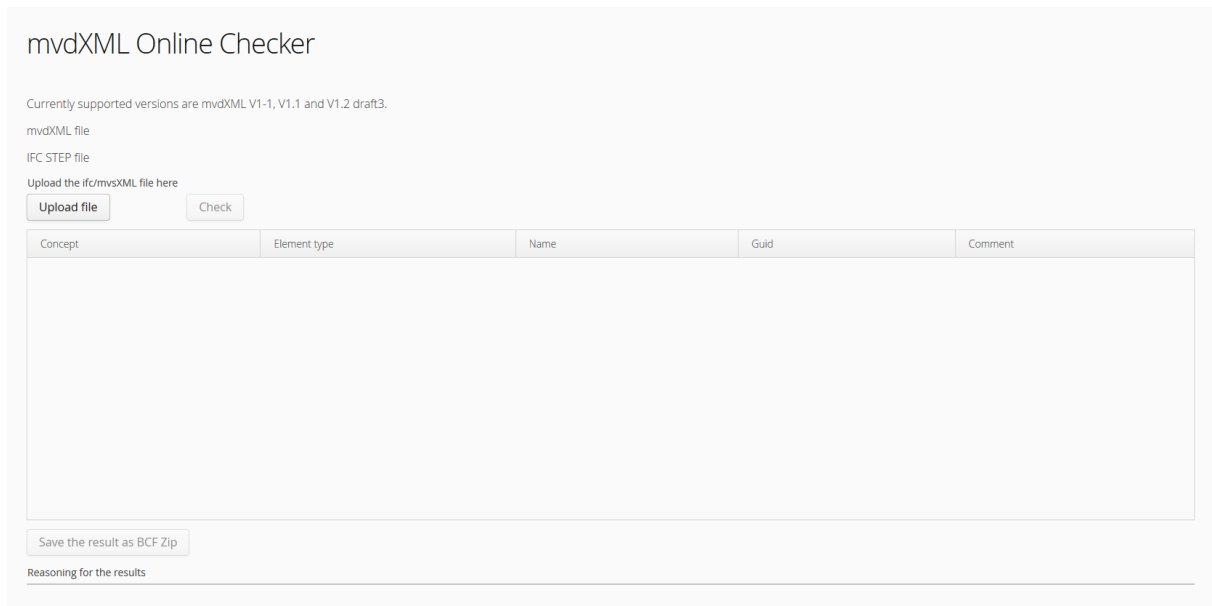 mvdXML Online Checker
Currently supported versions are mvdXML V1-1, V1.1 and V1.2 draft3.
mvdXML file
IFC STEP file
Upload the ifc/mvsXML file here
Upload file Check
Concept Element type Name Guid Comment
Save the result as BCF Zip
Reasoning for the results